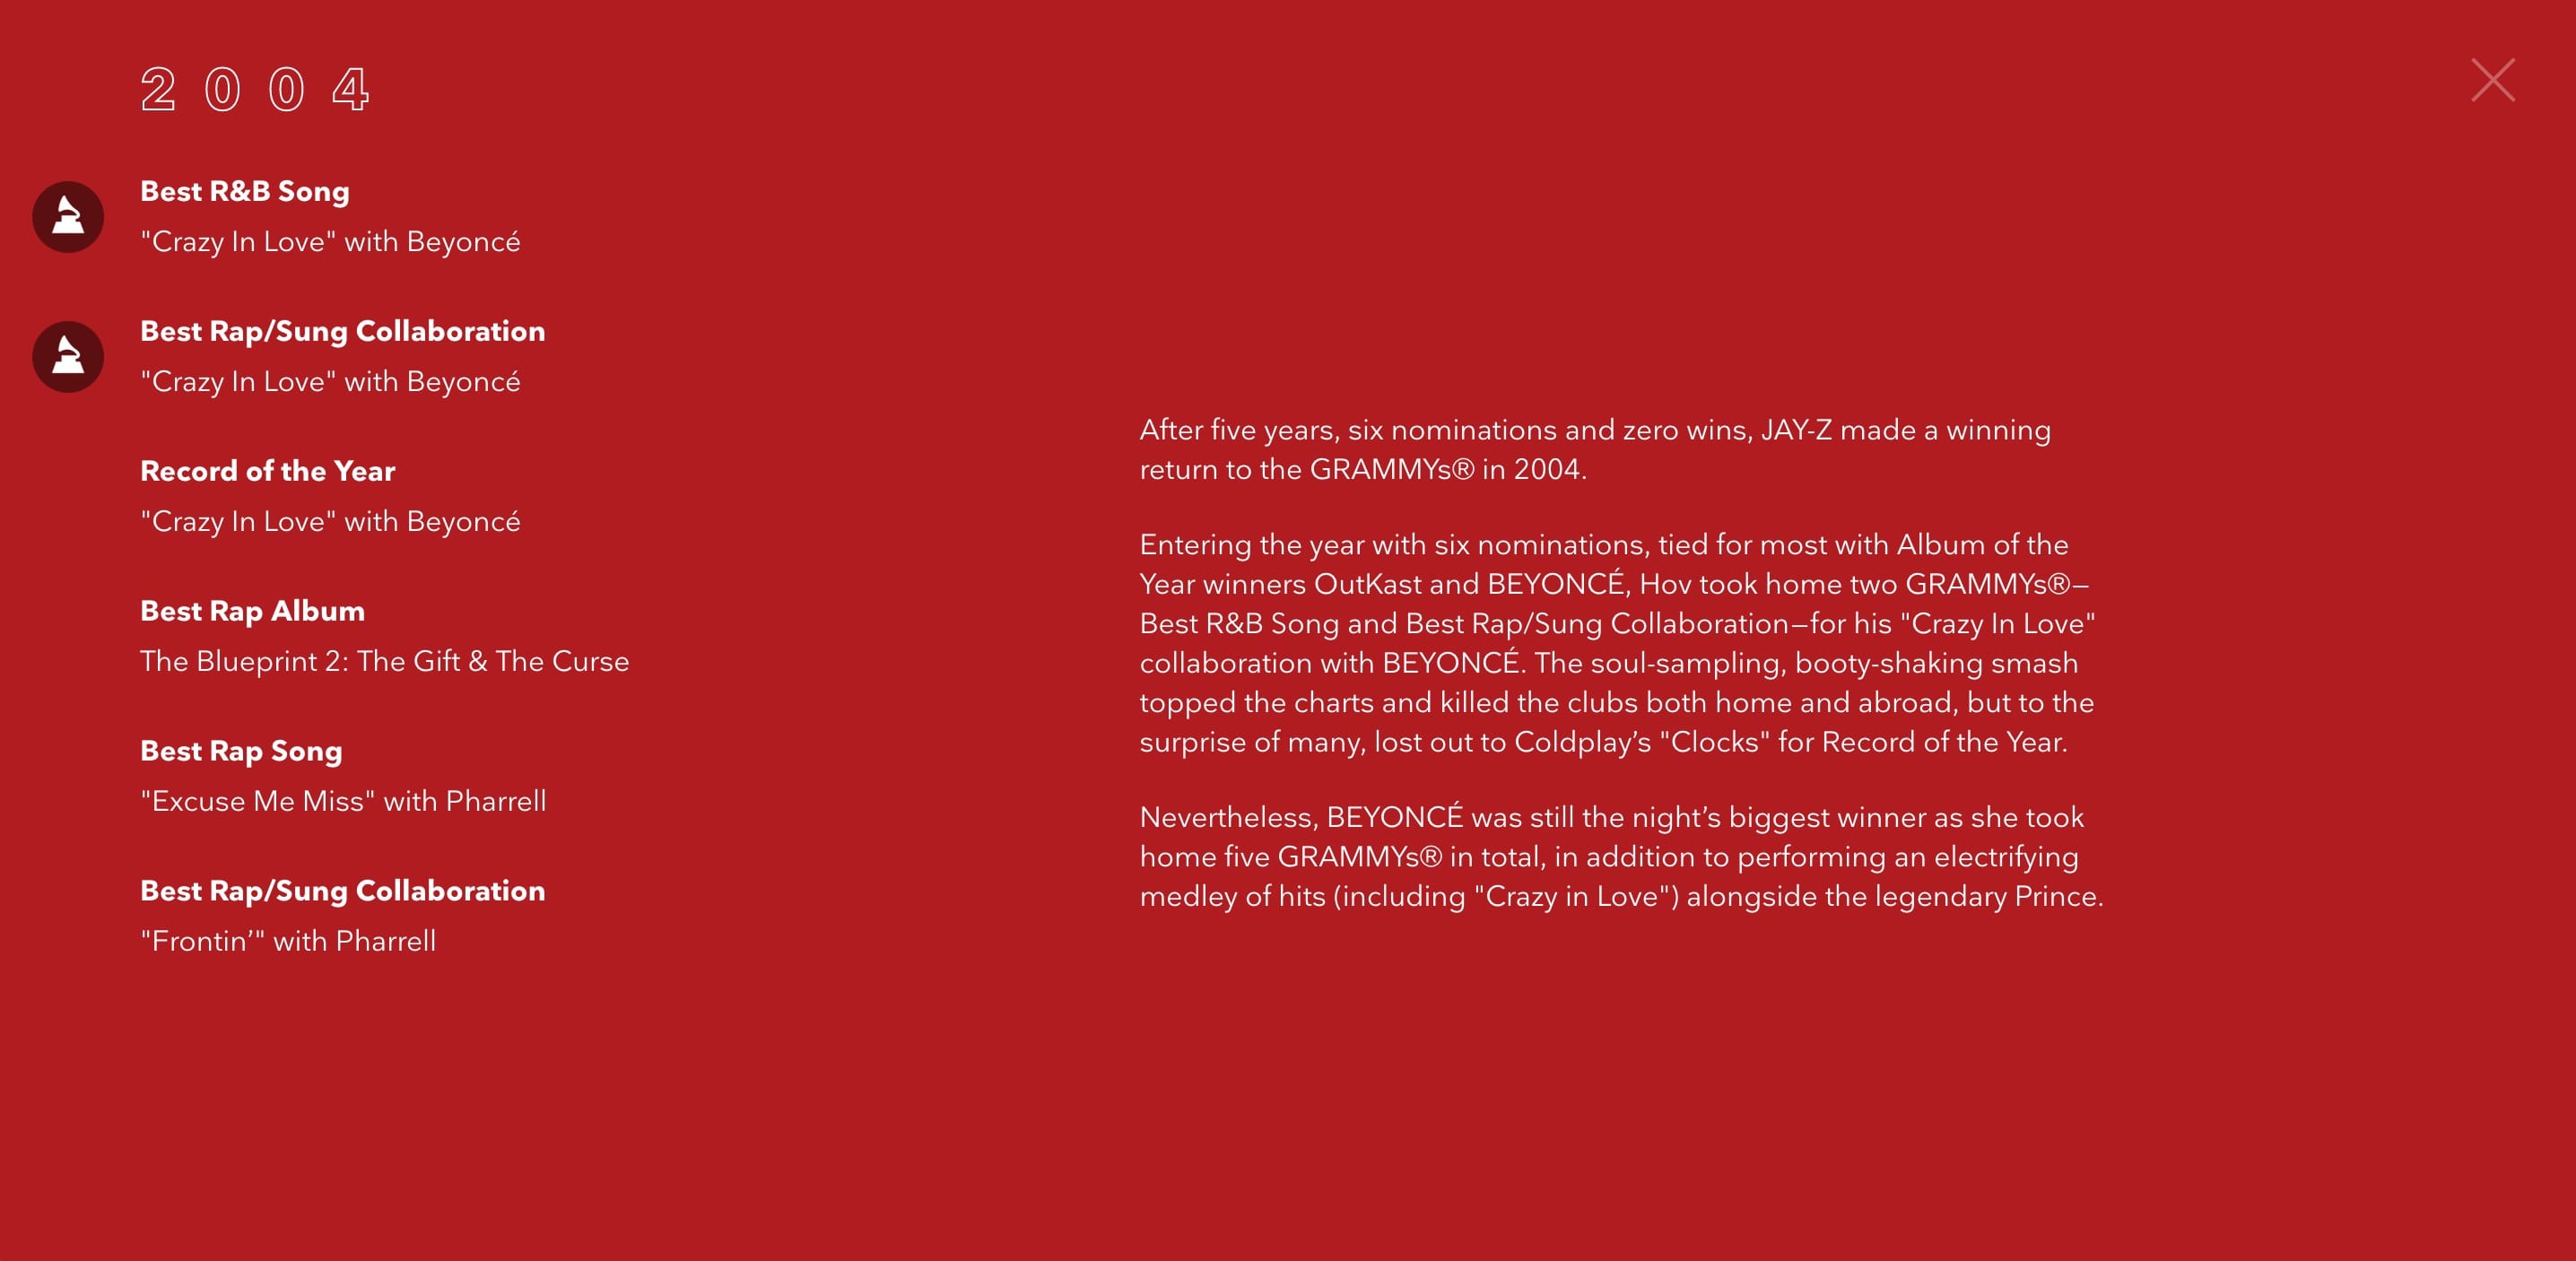 2004
Best R&B Song
"Crazy In Love" with Beyoncé
Best Rap/Sung Collaboration
"Crazy In Love" with Beyoncé
Record of the Year
"Crazy In Love" with Beyoncé
Best Rap Album
The Blueprint 2: The Gift & The Curse
Best Rap Song
"Excuse Me Miss" with Pharrell
Best Rap/Sung Collaboration
"Frontin’" with Pharrell
After five years, six nominations and zero wins, JAY-Z made a winning
return to the GRAMMYs® in 2004.
Entering the year with six nominations, tied for most with Album of the
Year winners OutKast and BEYONCÉ, Hov took home two GRAMMYs®—
Best R&B Song and Best Rap/Sung Collaboration—for his "Crazy In Love"
collaboration with BEYONCÉ. The soul-sampling, booty-shaking smash
topped the charts and killed the clubs both home and abroad, but to the
surprise of many, lost out to Coldplay’s "Clocks" for Record of the Year.
Nevertheless, BEYONCÉ was still the night’s biggest winner as she took
home five GRAMMYs® in total, in addition to performing an electrifying
medley of hits (including "Crazy in Love") alongside the legendary Prince.